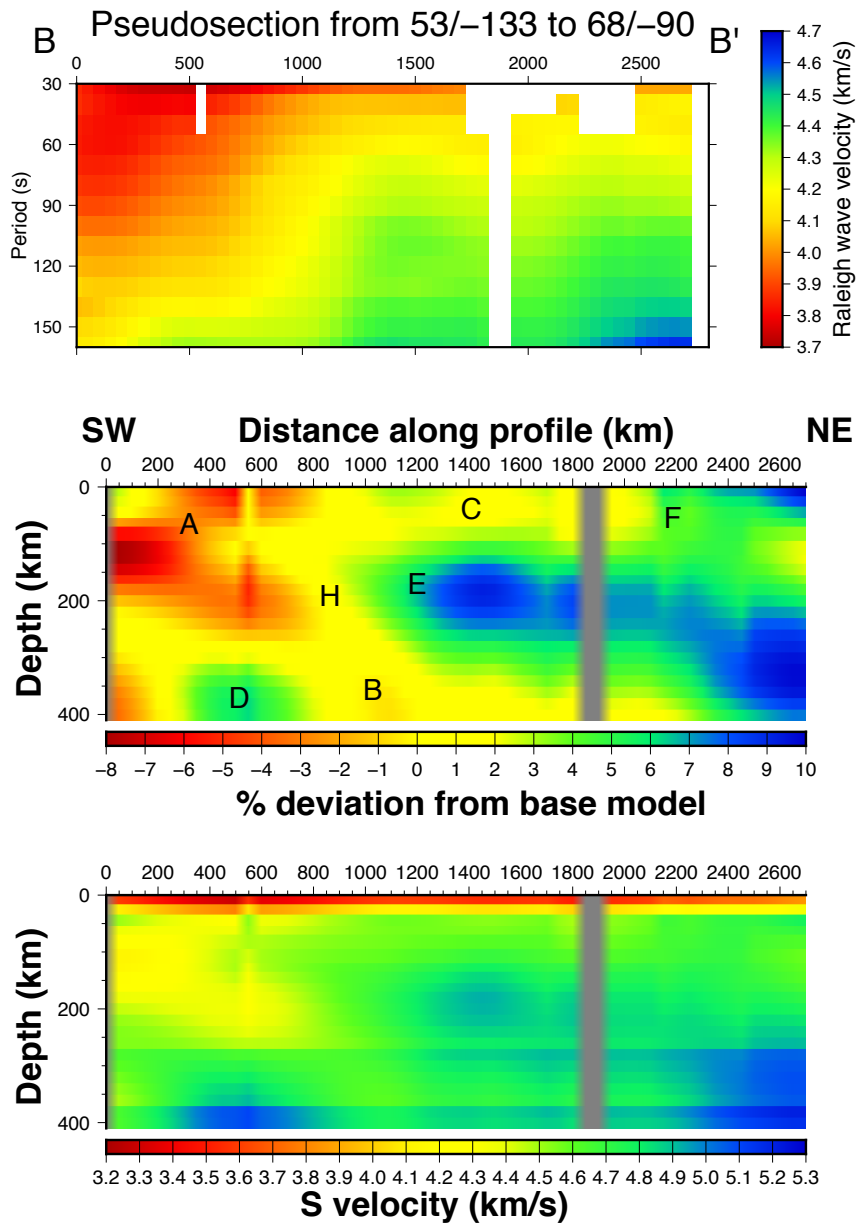 B Pseudosection from 53/−133 to 68/−90 B'
0 500 1000 1500 2000 2500
30
60
90
120
150
Period (s)
4.7
4.6
4.5
4.4
4.3
4.2
4.1
4.0
3.9
3.8
3.7
Raleigh wave velocity (km/s)
SW Distance along profile (km) NE
0 200 400 600 800 1000 1200 1400 1600 1800 2000 2200 2400 2600
0
200
400
Depth (km)
A
C
F
H
E
D
B
−8 −7 −6 −5 −4 −3 −2 −1 0 1 2 3 4 5 6 7 8 9 10
% deviation from base model
0 200 400 600 800 1000 1200 1400 1600 1800 2000 2200 2400 2600
0
200
400
Depth (km)
3.2 3.3 3.4 3.5 3.6 3.7 3.8 3.9 4.0 4.1 4.2 4.3 4.4 4.5 4.6 4.7 4.8 4.9 5.0 5.1 5.2 5.3
S velocity (km/s)